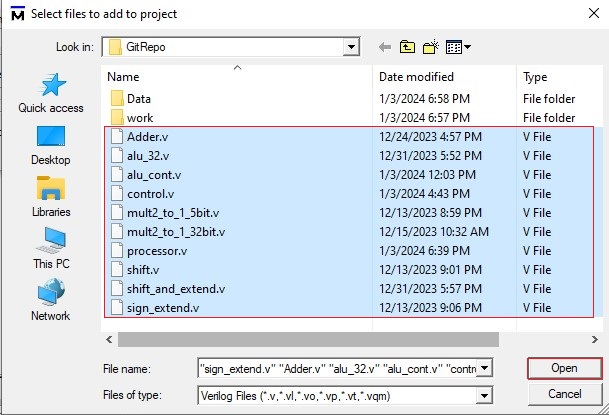 Select files to add to project
Look in: GitRepo
Name Date modified Type
Data 1/3/2024 6:58 PM File folder
work 1/3/2024 6:57 PM File folder
Adder.v 12/24/2023 4:57 PM V File
alu_32.v 12/31/2023 5:52 PM V File
alu_cont.v 1/3/2024 12:03 PM V File
control.v 1/3/2024 4:43 PM V File
mult2_to_1_5bit.v 12/13/2023 8:59 PM V File
mult2_to_1_32bit.v 12/15/2023 10:32 AM V File
processor.v 1/3/2024 6:39 PM V File
shift.v 12/13/2023 9:01 PM V File
shift_and_extend.v 12/31/2023 5:57 PM V File
sign_extend.v 12/13/2023 9:06 PM V File
Quick access
Desktop
Libraries
This PC
Network
File name: "sign_extend.v" "Adder.v" "alu_32.v" "alu_cont.v" "contr
Open
Files of type: Verilog Files (*.v,*.vl,*.vo,*.vp,*.vt,*.vqm)
Cancel